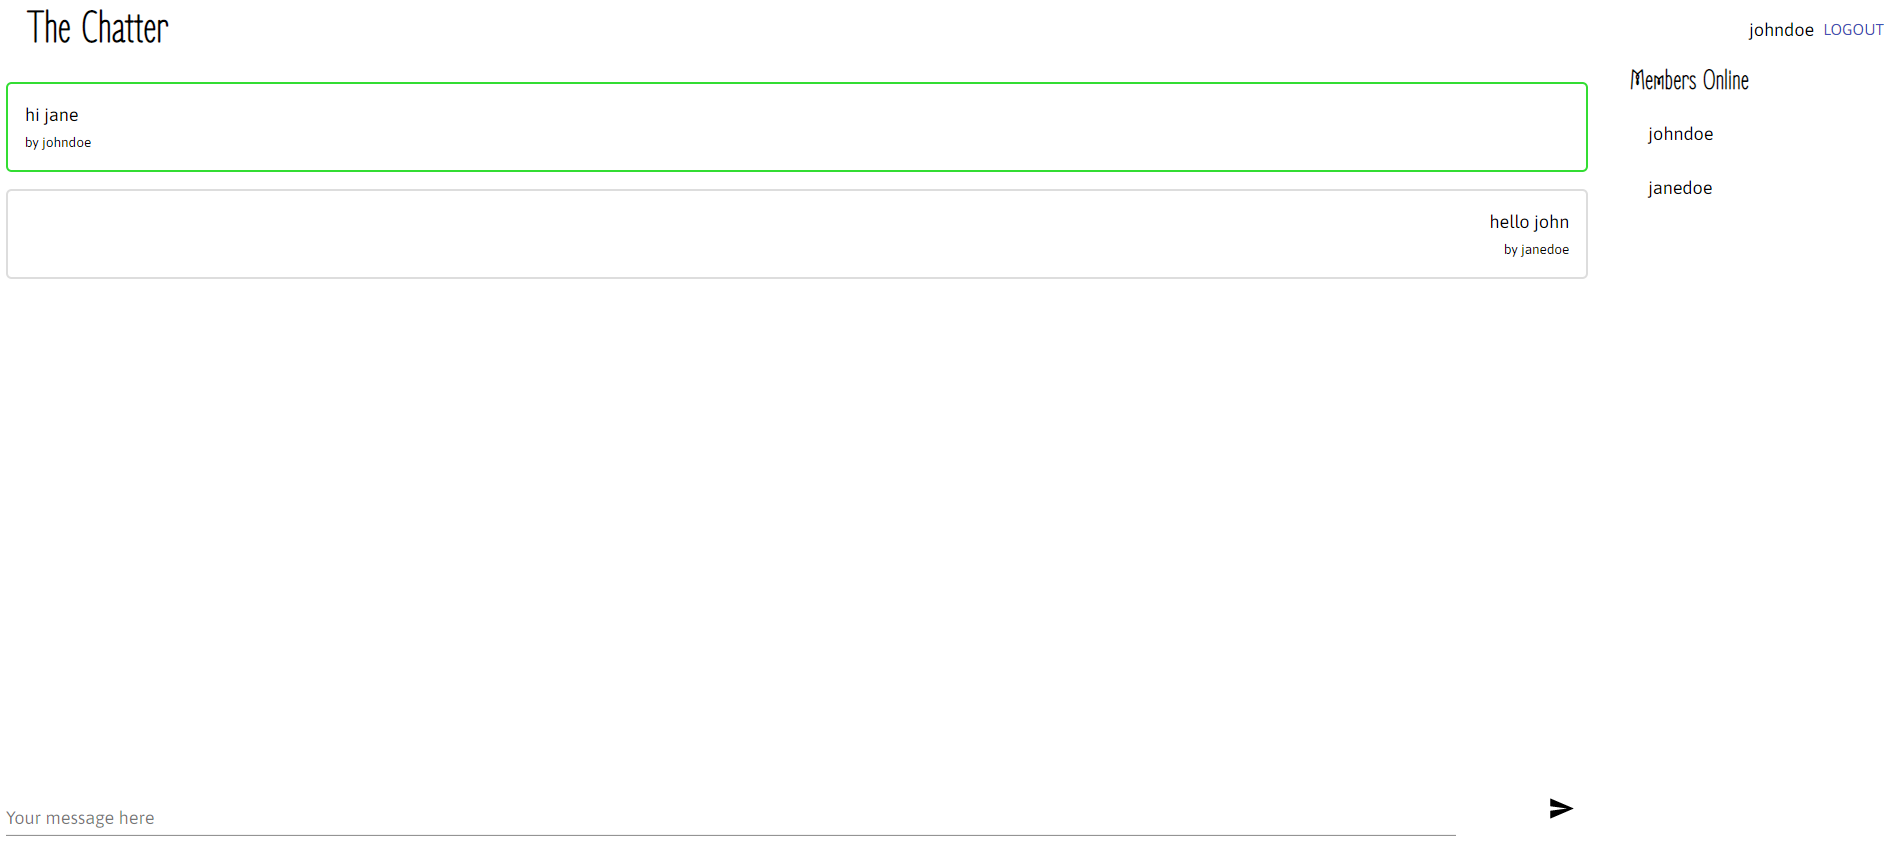 The Chatter
johndoe LOGOUT
hi jane
by johndoe
hello john
by janedoe
Members Online
johndoe
janedoe
Your message here